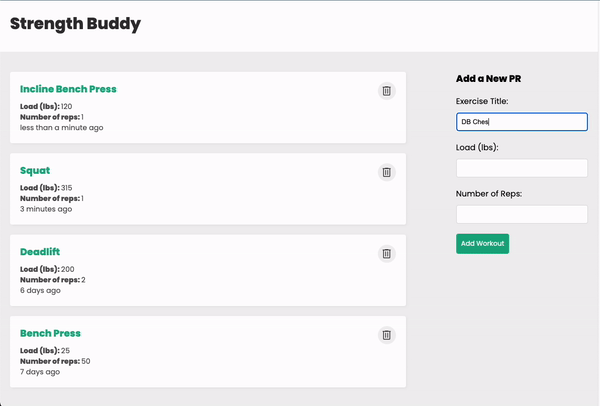 Strength Buddy
Incline Bench Press
Load (lbs): 120
Number of reps: 1
less than a minute ago
Squat
Load (lbs): 315
Number of reps: 1
3 minutes ago
Deadlift
Load (lbs): 200
Number of reps: 2
6 days ago
Bench Press
Load (lbs): 25
Number of reps: 50
7 days ago
Add a New PR
Exercise Title:
DB Ches
Load (lbs):
Number of Reps:
Add Workout